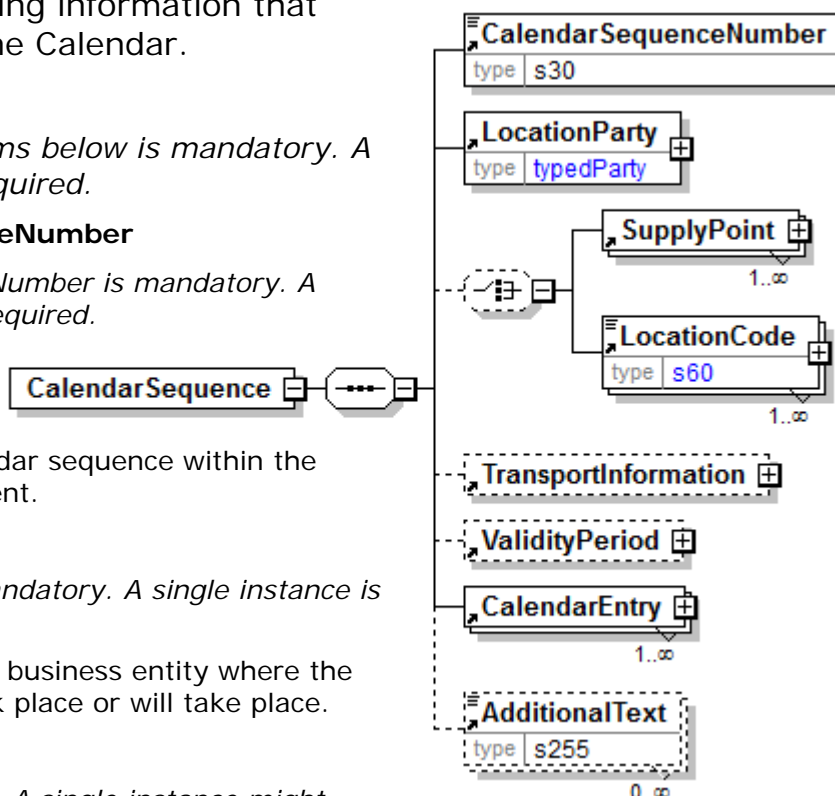 ing information that
ne Calendar.
ms below is mandatory. A
quired.
eNumber
Number is mandatory. A
equired.
dar sequence within the
ent.
andatory. A single instance is
business entity where the
k place or will take place.
A single instance might
CalendarSequence
CalendarSequenceNumber
type s30
LocationParty
type typedParty
SupplyPoint
1..∞
LocationCode
type s60
1..∞
TransportInformation
ValidityPeriod
CalendarEntry
1..∞
AdditionalText
type s255
0..∞